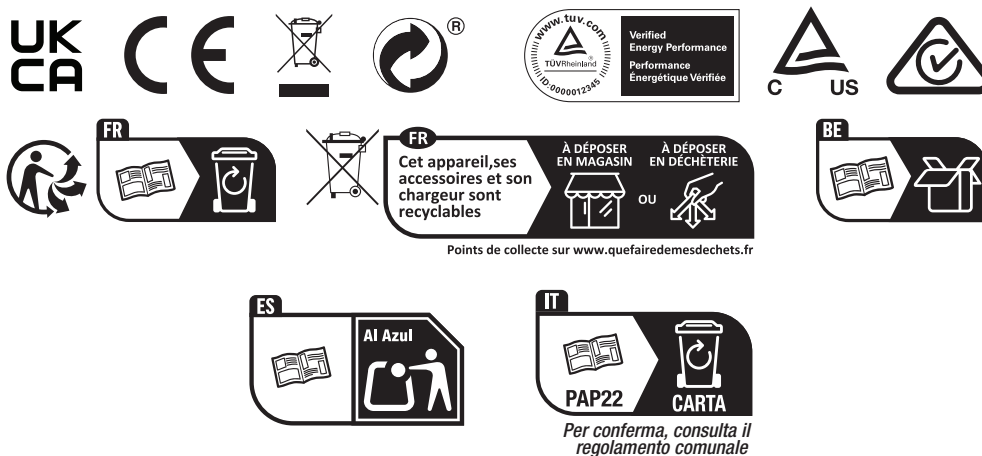 UK
CA
CE
®
www.tuv.com
TÜVRheinland®
ID:0000012345
Verified
Energy Performance
Performance
Énergétique Vérifiée
C US
FR
FR
Cet appareil,ses
accessoires et son
chargeur sont
recyclables
À DÉPOSER
EN MAGASIN
OU
À DÉPOSER
EN DÉCHÈTERIE
Points de collecte sur www.quefairedemesdechets.fr
BE
ES
Al Azul
IT
PAP22
CARTA
Per conferma, consulta il
regolamento comunale